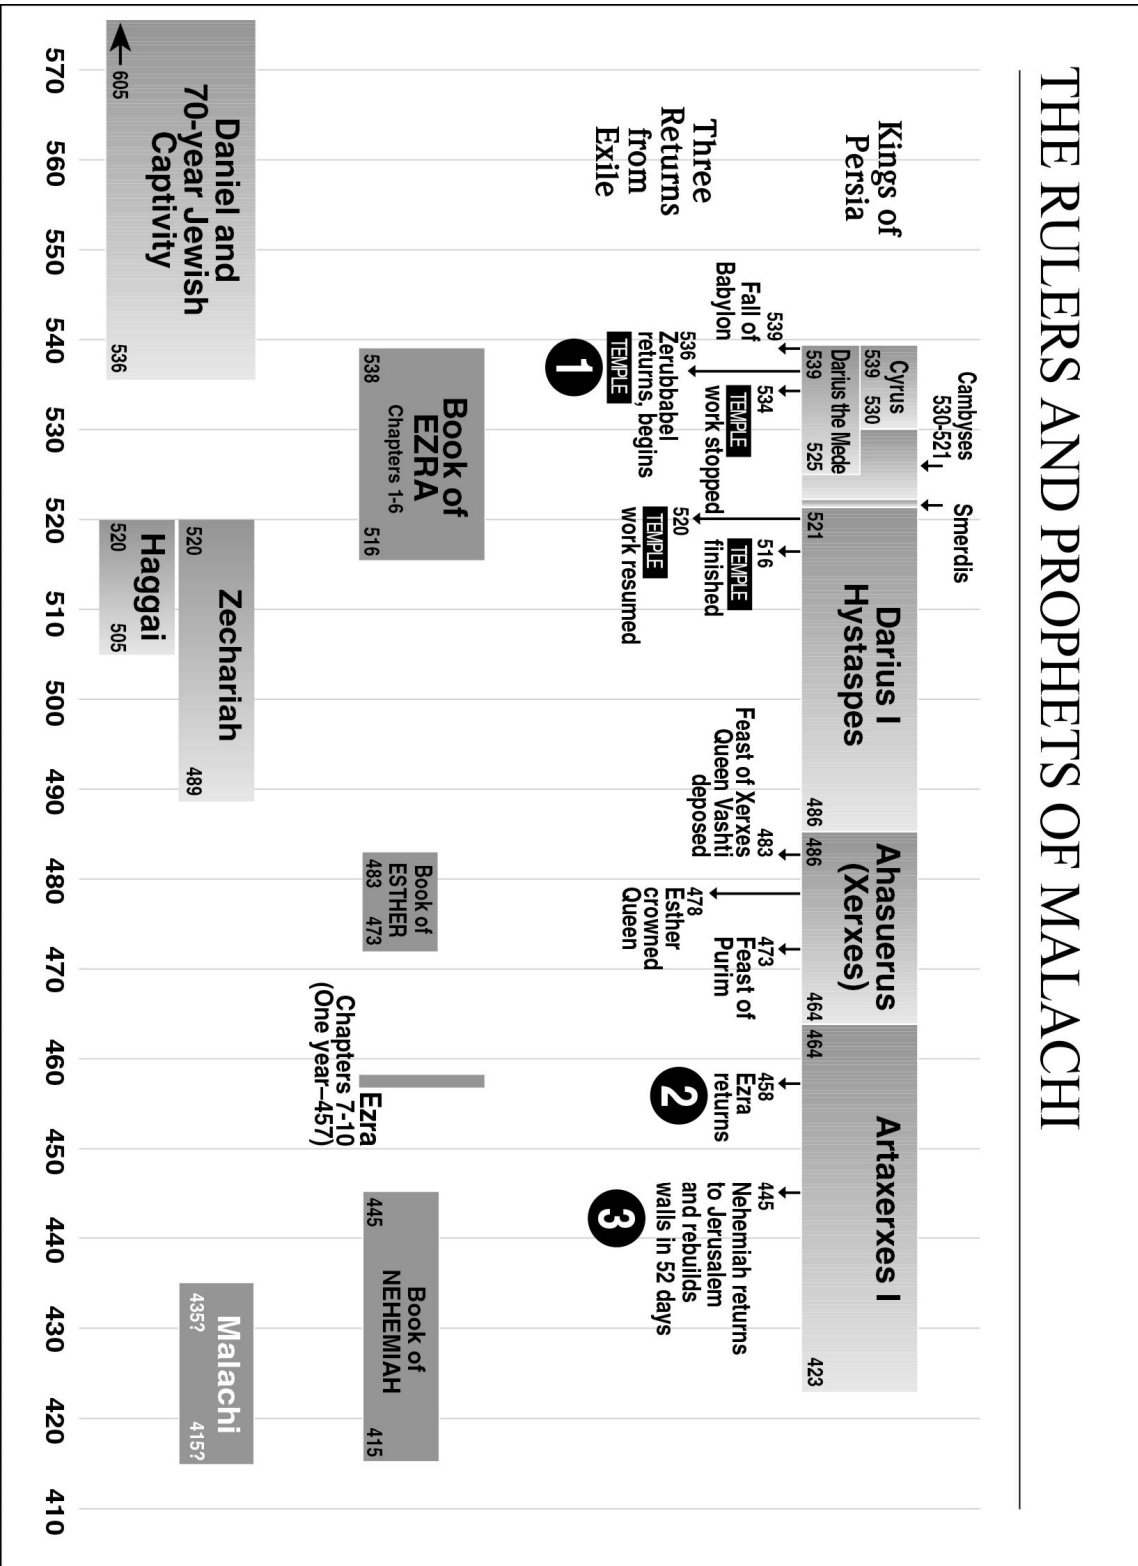 THE RULERS AND PROPHETS OF MALACHI
Kings of
Persia
Cambyses
530-521
Smerdis
Cyrus
539 530
Darius the Mede
539 525
521
Darius I
Hystaspes
486
486
Ahasuerus
(Xerxes)
464
464
Artaxerxes I
423
Three
Returns
from
Exile
539
Fall of
Babylon
536
Zerubbabel
returns, begins
TEMPLE
1
534
TEMPLE
work stopped
520
TEMPLE
work resumed
516
TEMPLE
finished
483
Feast of Xerxes
Queen Vashti
deposed
478
Esther
crowned
Queen
473
Feast of
Purim
458
Ezra
returns
2
445
Nehemiah returns
to Jerusalem
and rebuilds
walls in 52 days
3
Book of
EZRA
Chapters 1-6
538 516
Book of
ESTHER
483 473
Ezra
Chapters 7-10
(One year–457)
Book of
NEHEMIAH
445 415
Daniel and
70-year Jewish
Captivity
605 536
Zechariah
520 489
Haggai
520 505
Malachi
435? 415?
570 560 550 540 530 520 510 500 490 480 470 460 450 440 430 420 410